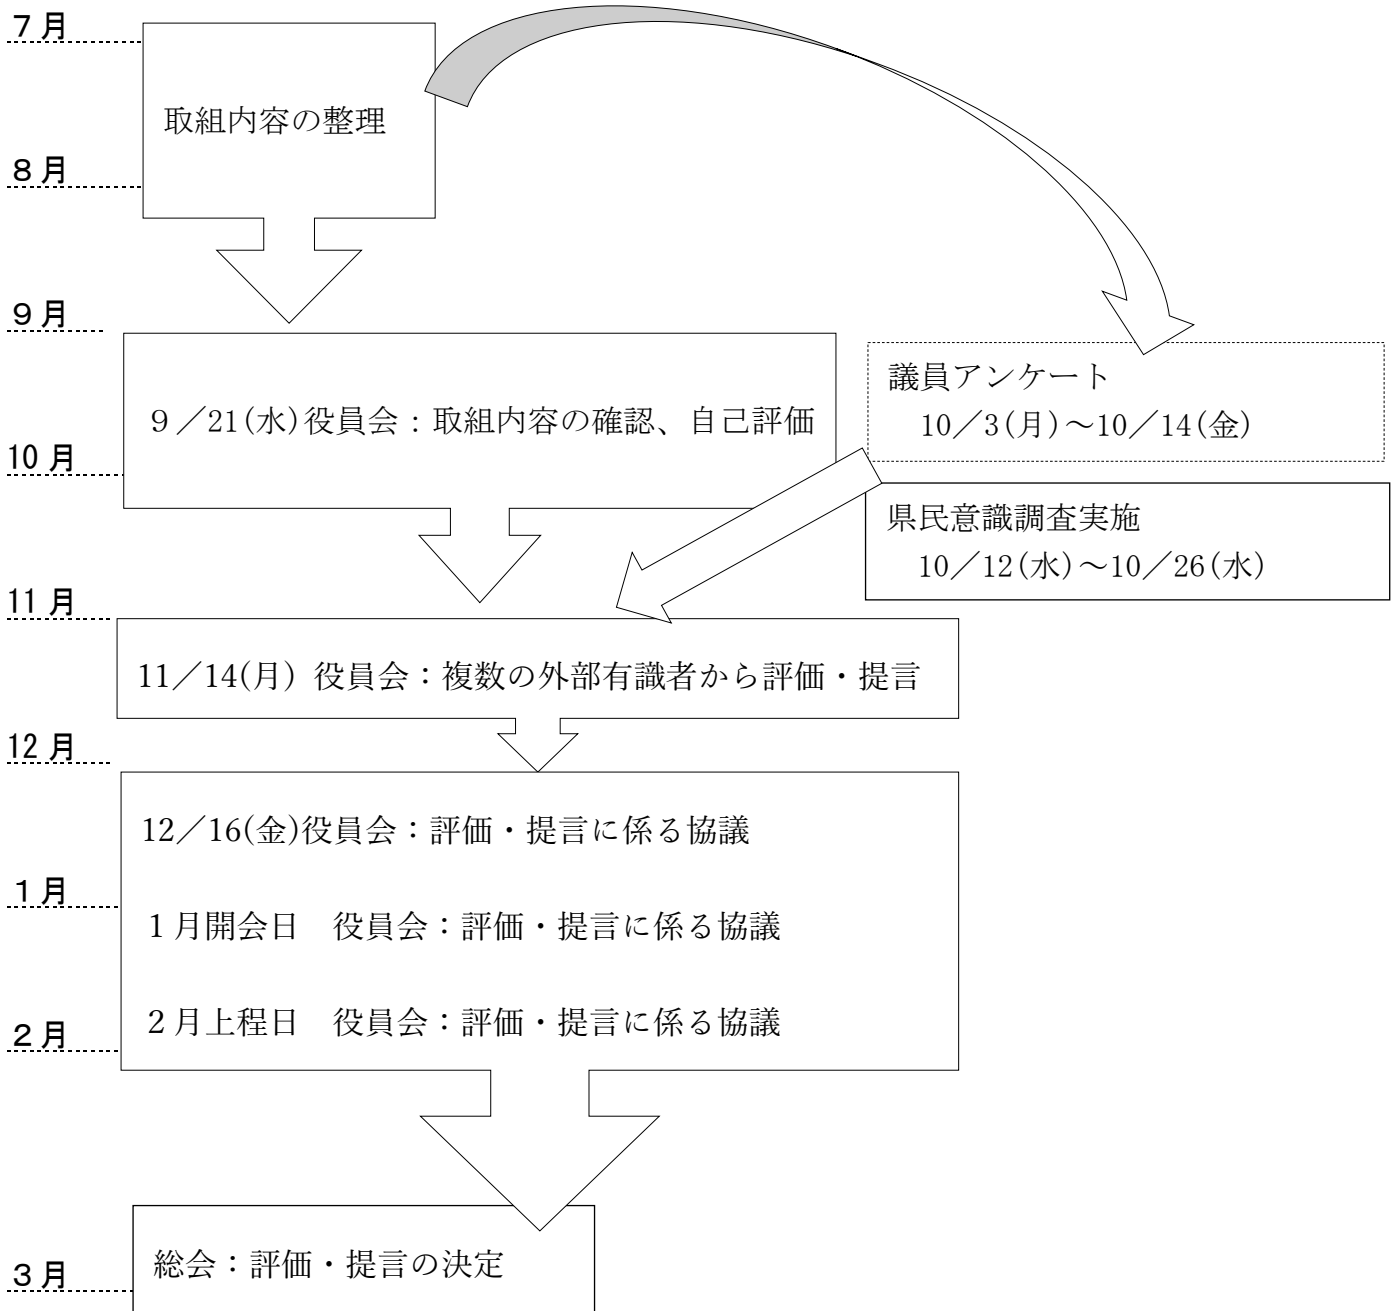 ７月
取組内容の整理
８月
９月
９／21(水)役員会：取組内容の確認、自己評価
議員アンケート
10／3(月)～10／14(金)
10 月
県民意識調査実施
10／12(水)～10／26(水)
11 月
11／14(月) 役員会：複数の外部有識者から評価・提言
12 月
12／16(金)役員会：評価・提言に係る協議
１月
１月開会日　役員会：評価・提言に係る協議
２月上程日　役員会：評価・提言に係る協議
２月
総会：評価・提言の決定
３月